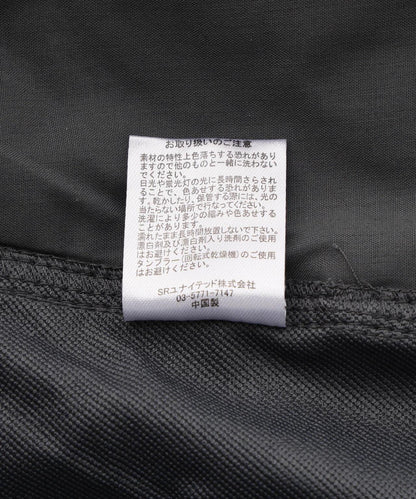 お取り扱いのご注意
素材の特性上色落ちする恐れがあり
ますので他のものと一緒に洗わない
でください。
日光や蛍光灯の光に長時間さらされ
ることで、色あせする恐れがありま
す。乾かしたり、保管する際には、光の
当たらない場所で行なってください。
洗濯により多少の縮みや色あせする
ことがあります。
濡れたまま長時間放置しない下さい。
漂白剤及び漂白剤入り洗剤のご使用
はお避けください。
タンブラー(回転式乾燥機)のご使用
はお避けください。
SRユナイテッド株式会社
03-5771-7147
中国製